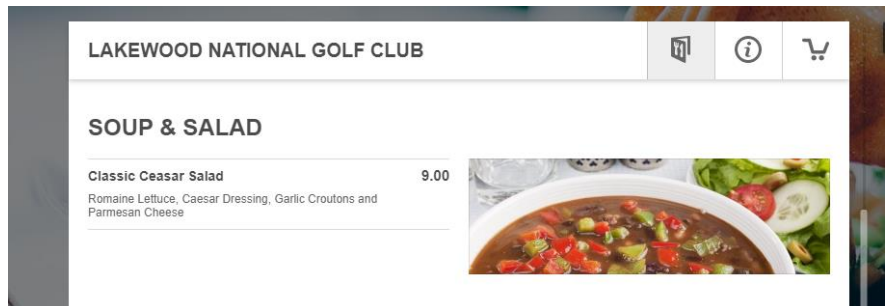 LAKEWOOD NATIONAL GOLF CLUB
SOUP & SALAD
Classic Ceasar Salad 9.00
Romaine Lettuce, Caesar Dressing, Garlic Croutons and
Parmesan Cheese